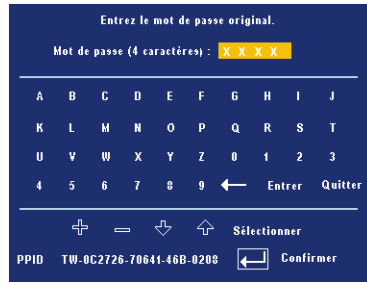 Entrez le mot de passe original.
Mot de passe (4 caractères) : X X X X
A B C D E F G H I J
K L M N O P Q R S T
U V W X Y Z 0 1 2 3
4 5 6 7 8 9 Entrer Quitter
Sélectionner
PPID TW-0C2726-70641-46B-0208 Confirmer